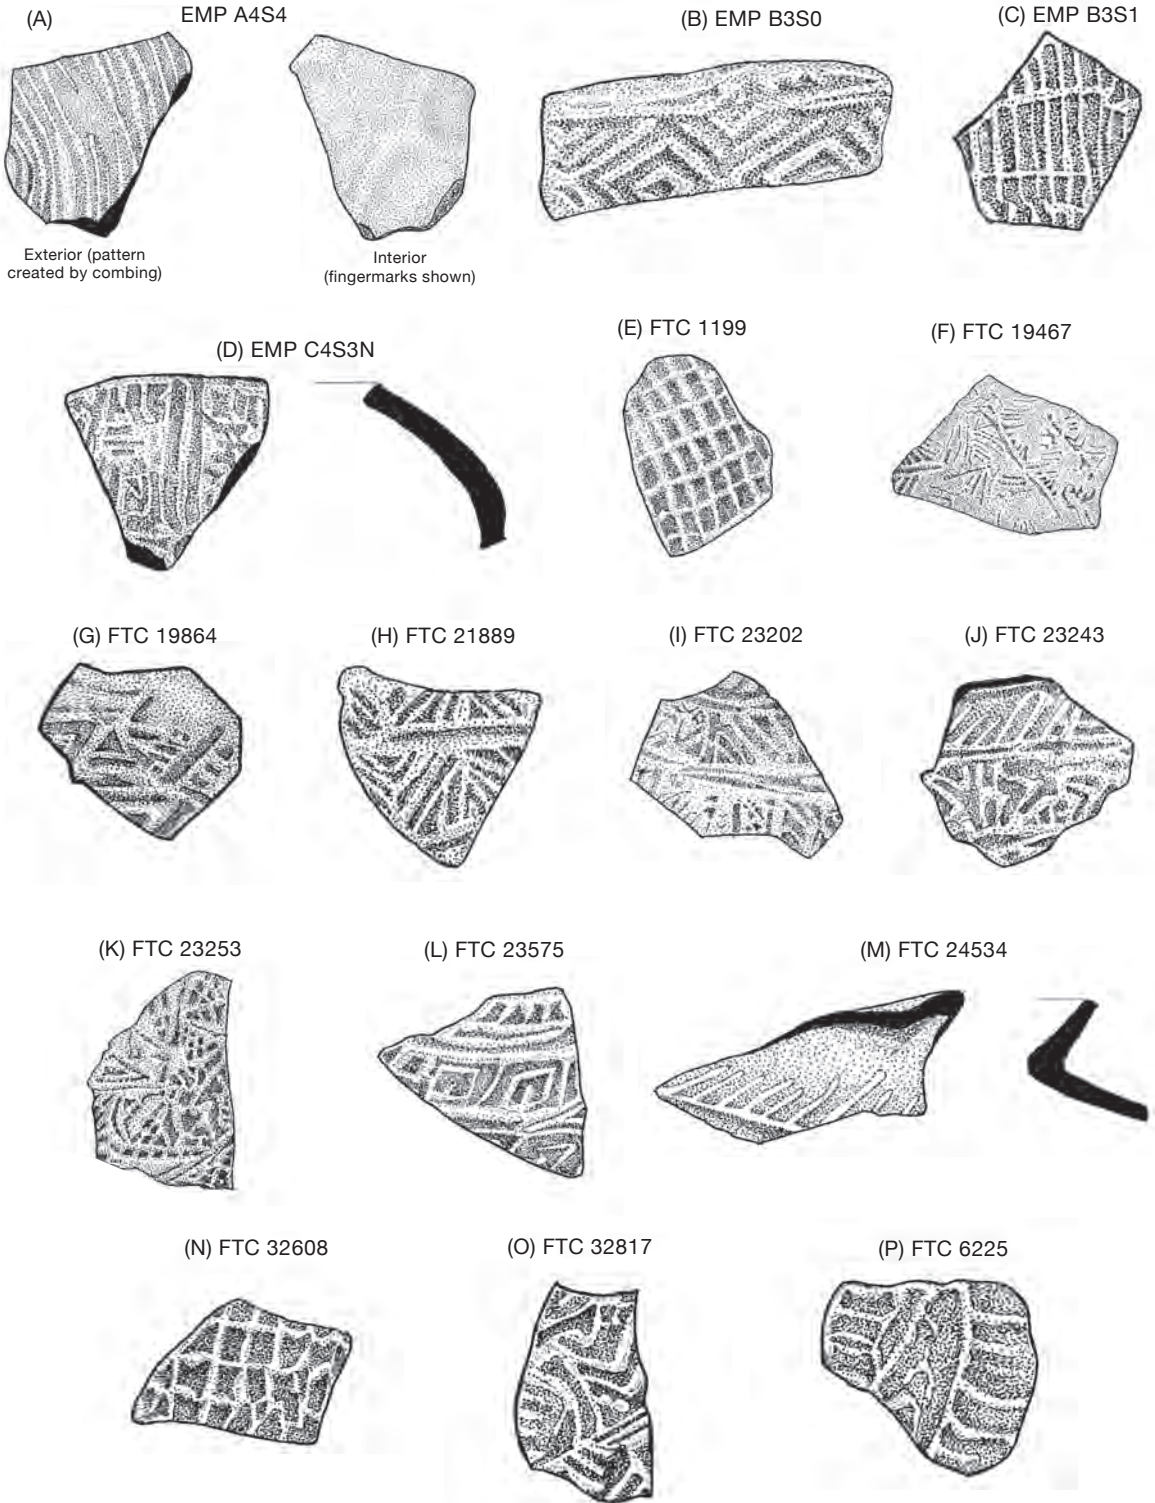 (A) EMP A4S4
(B) EMP B3S0
(C) EMP B3S1
Exterior (pattern
created by combing)
Interior
(fingermarks shown)
(D) EMP C4S3N
(E) FTC 1199
(F) FTC 19467
(G) FTC 19864
(H) FTC 21889
(I) FTC 23202
(J) FTC 23243
(K) FTC 23253
(L) FTC 23575
(M) FTC 24534
(N) FTC 32608
(O) FTC 32817
(P) FTC 6225